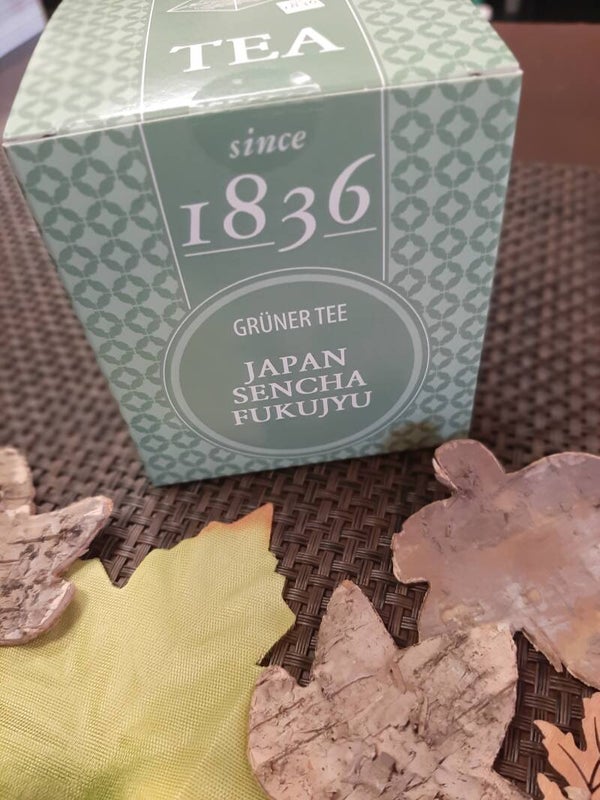 TEA
since
1836
GRÜNER TEE
JAPAN
SENCHA
FUKUJYU